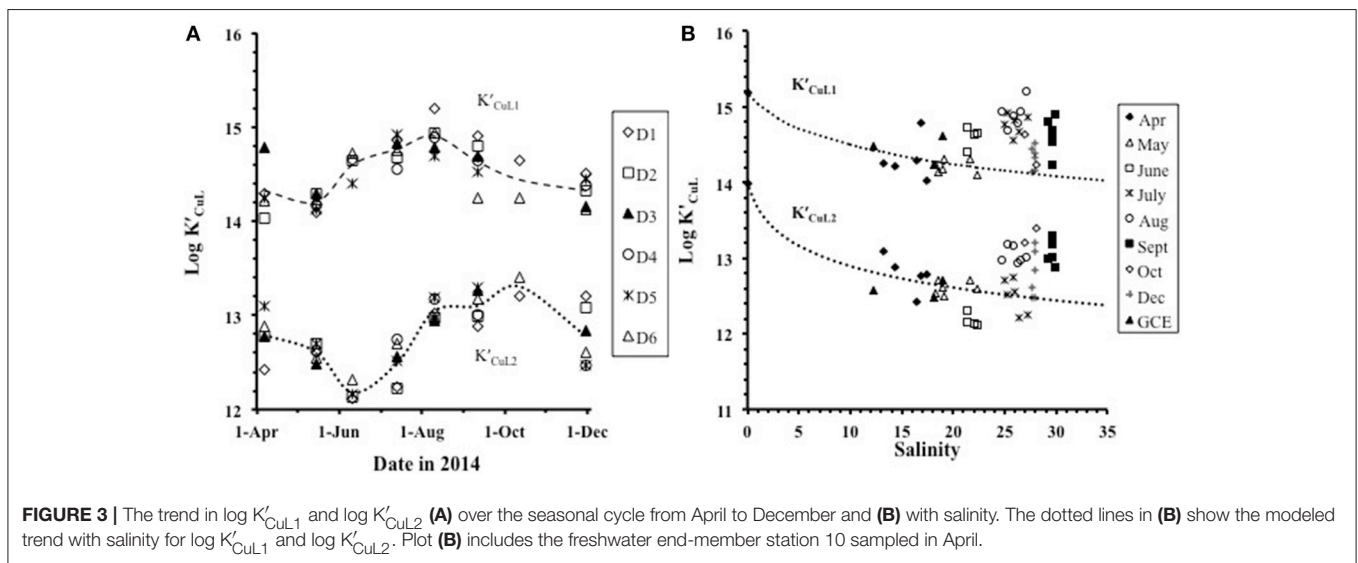 A
16
15
14
13
12
Log K′CuL
K′CuL1
K′CuL2
1-Apr
1-Jun
1-Aug
1-Oct
1-Dec
Date in 2014
D1
D2
D3
D4
D5
D6
B
16
15
14
13
12
11
Log K′CuL
K′CuL1
K′CuL2
0
5
10
15
20
25
30
35
Salinity
Apr
May
June
July
Aug
Sept
Oct
Dec
GCE
FIGURE 3 | The trend in log K′CuL1 and log K′CuL2 (A) over the seasonal cycle from April to December and (B) with salinity. The dotted lines in (B) show the modeled
trend with salinity for log K′CuL1 and log K′CuL2. Plot (B) includes the freshwater end-member station 10 sampled in April.